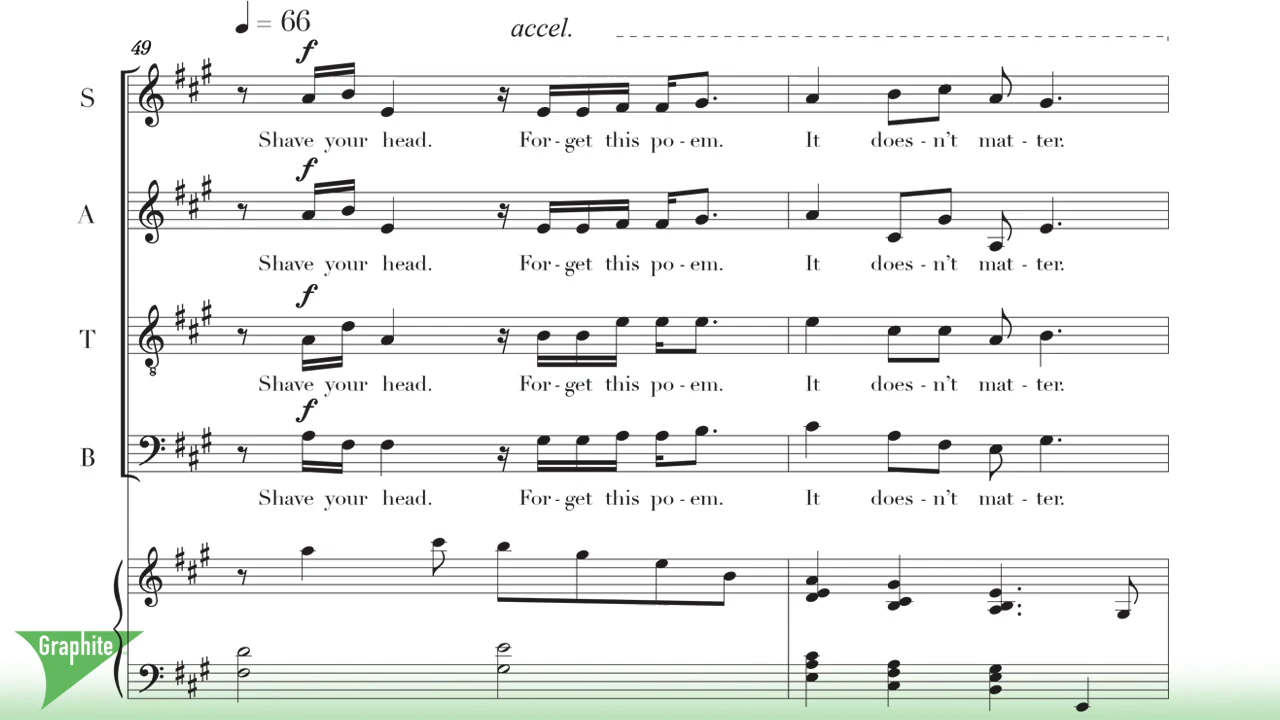 ♩ = 66
accel.
49
f
S
Shave your head. For - get this po - em. It does - n't mat - ter.
f
A
Shave your head. For - get this po - em. It does - n't mat - ter.
f
T
8
Shave your head. For - get this po - em. It does - n't mat - ter.
f
B
Shave your head. For - get this po - em. It does - n't mat - ter.
Graphite